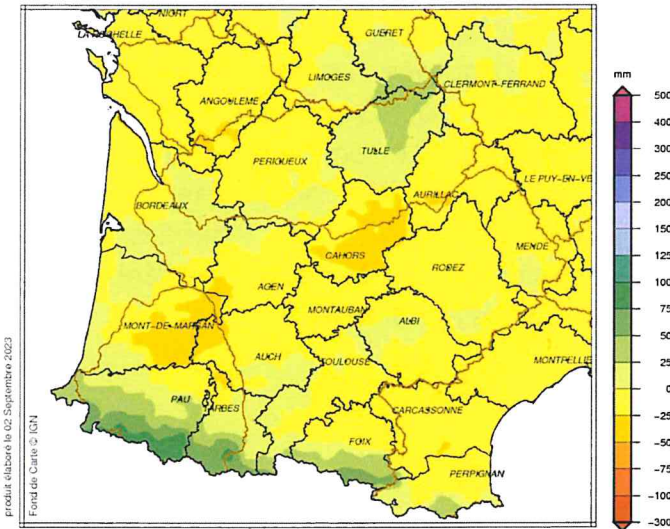 NIORT
LA ROCHELLE
GUERET
LIMOGES
CLERMONT-FERRAND
ANGOULEME
TULLE
PERIGUEUX
LE PUY-EN-VE
AURILLAC
BORDEAUX
MENDE
CAHORS
RODEZ
AGEN
MONTAUBAN
MONT-DE-MARSAN
ALBI
AUCH
TOULOUSE
MONTPELLIE
PAU
TARBES
CARCASSONNE
FOIX
PERPIGNAN
mm
500
400
300
250
200
150
125
100
75
50
25
0
-25
-50
-75
-100
-300
produit élaboré le 02 Septembre 2023
Fond de Carte © IGN